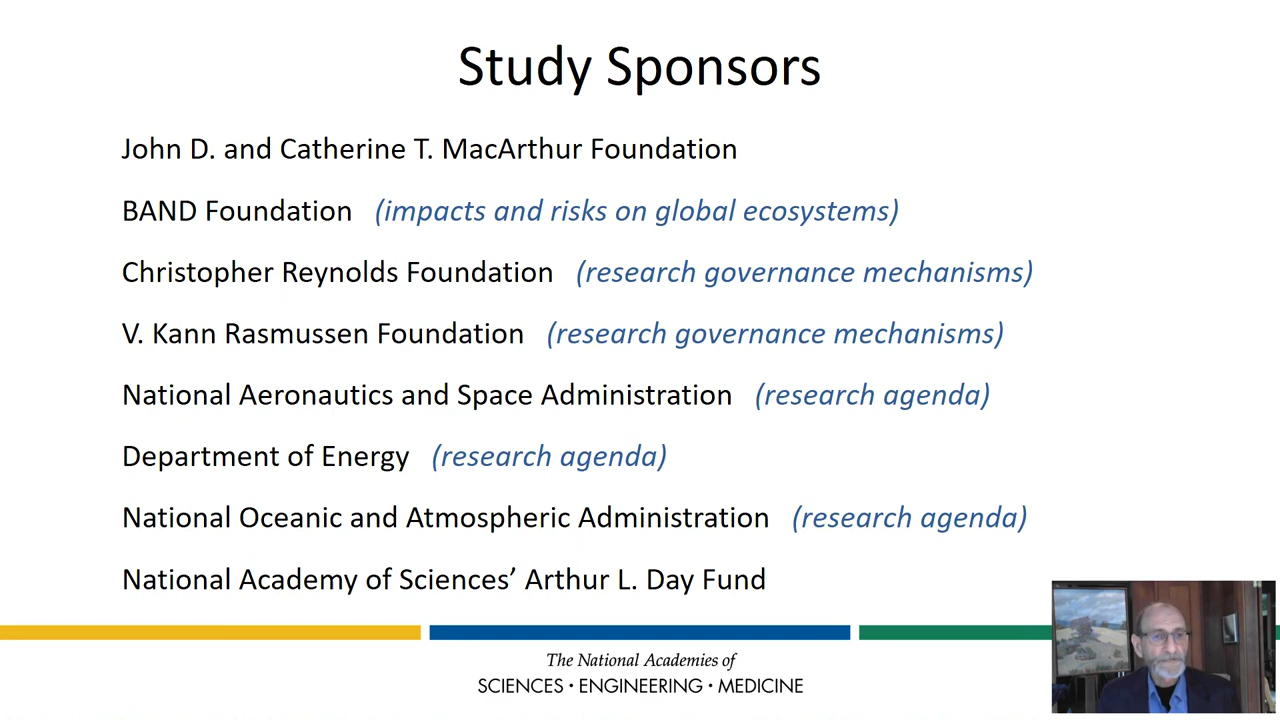 Study Sponsors
John D. and Catherine T. MacArthur Foundation
BAND Foundation (impacts and risks on global ecosystems)
Christopher Reynolds Foundation (research governance mechanisms)
V. Kann Rasmussen Foundation (research governance mechanisms)
National Aeronautics and Space Administration (research agenda)
Department of Energy (research agenda)
National Oceanic and Atmospheric Administration (research agenda)
National Academy of Sciences’ Arthur L. Day Fund
The National Academies of
SCIENCES · ENGINEERING · MEDICINE